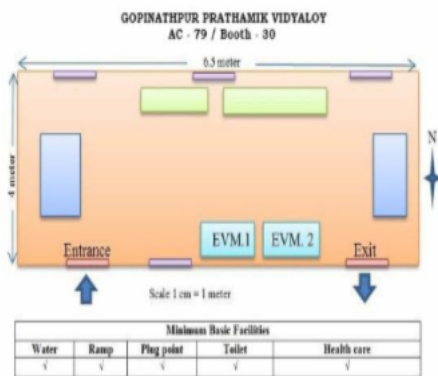 GOPINATHPUR PRATHAMIK VIDYALOY
AC - 79 / Booth - 30
6.5 meter
4 meter
N
EVM.1 EVM. 2
Entrance Exit
Scale 1 cm = 1 meter
Minimum Basic Facilities
Water Ramp Plug point Toilet Health care
√ √ √ √ √